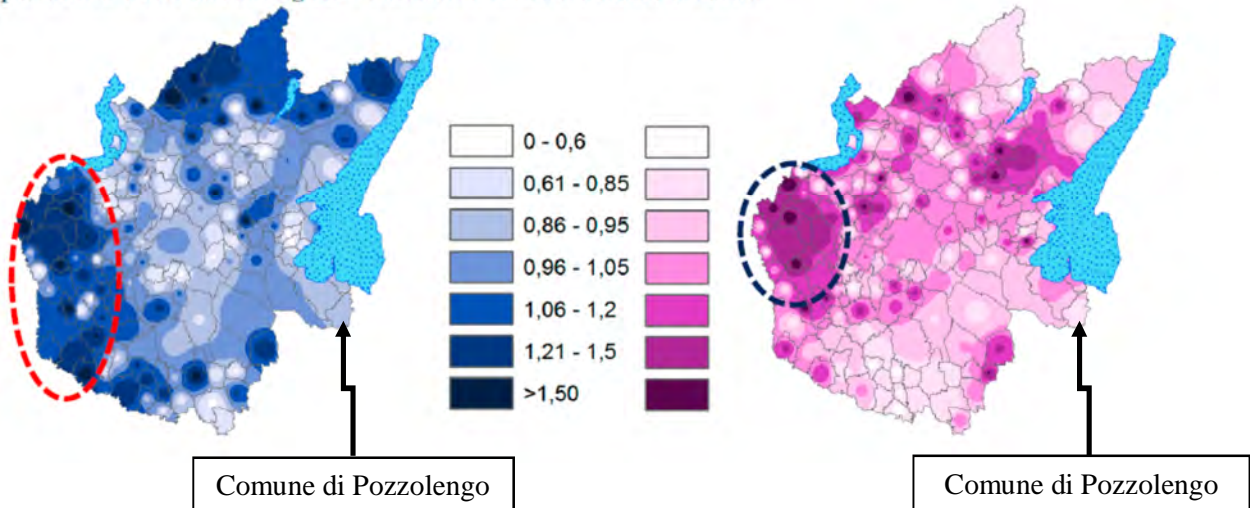 0 - 0,6
0,61 - 0,85
0,86 - 0,95
0,96 - 1,05
1,06 - 1,2
1,21 - 1,5
>1,50
Comune di Pozzolengo
Comune di Pozzolengo